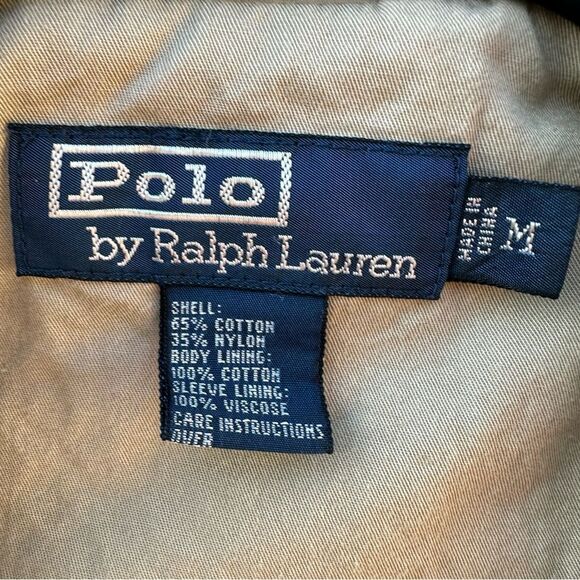 Polo
by Ralph Lauren
MADE IN
CHINA
M
SHELL:
65% COTTON
35% NYLON
BODY LINING:
100% COTTON
SLEEVE LINING:
100% VISCOSE
CARE INSTRUCTIONS
OVER